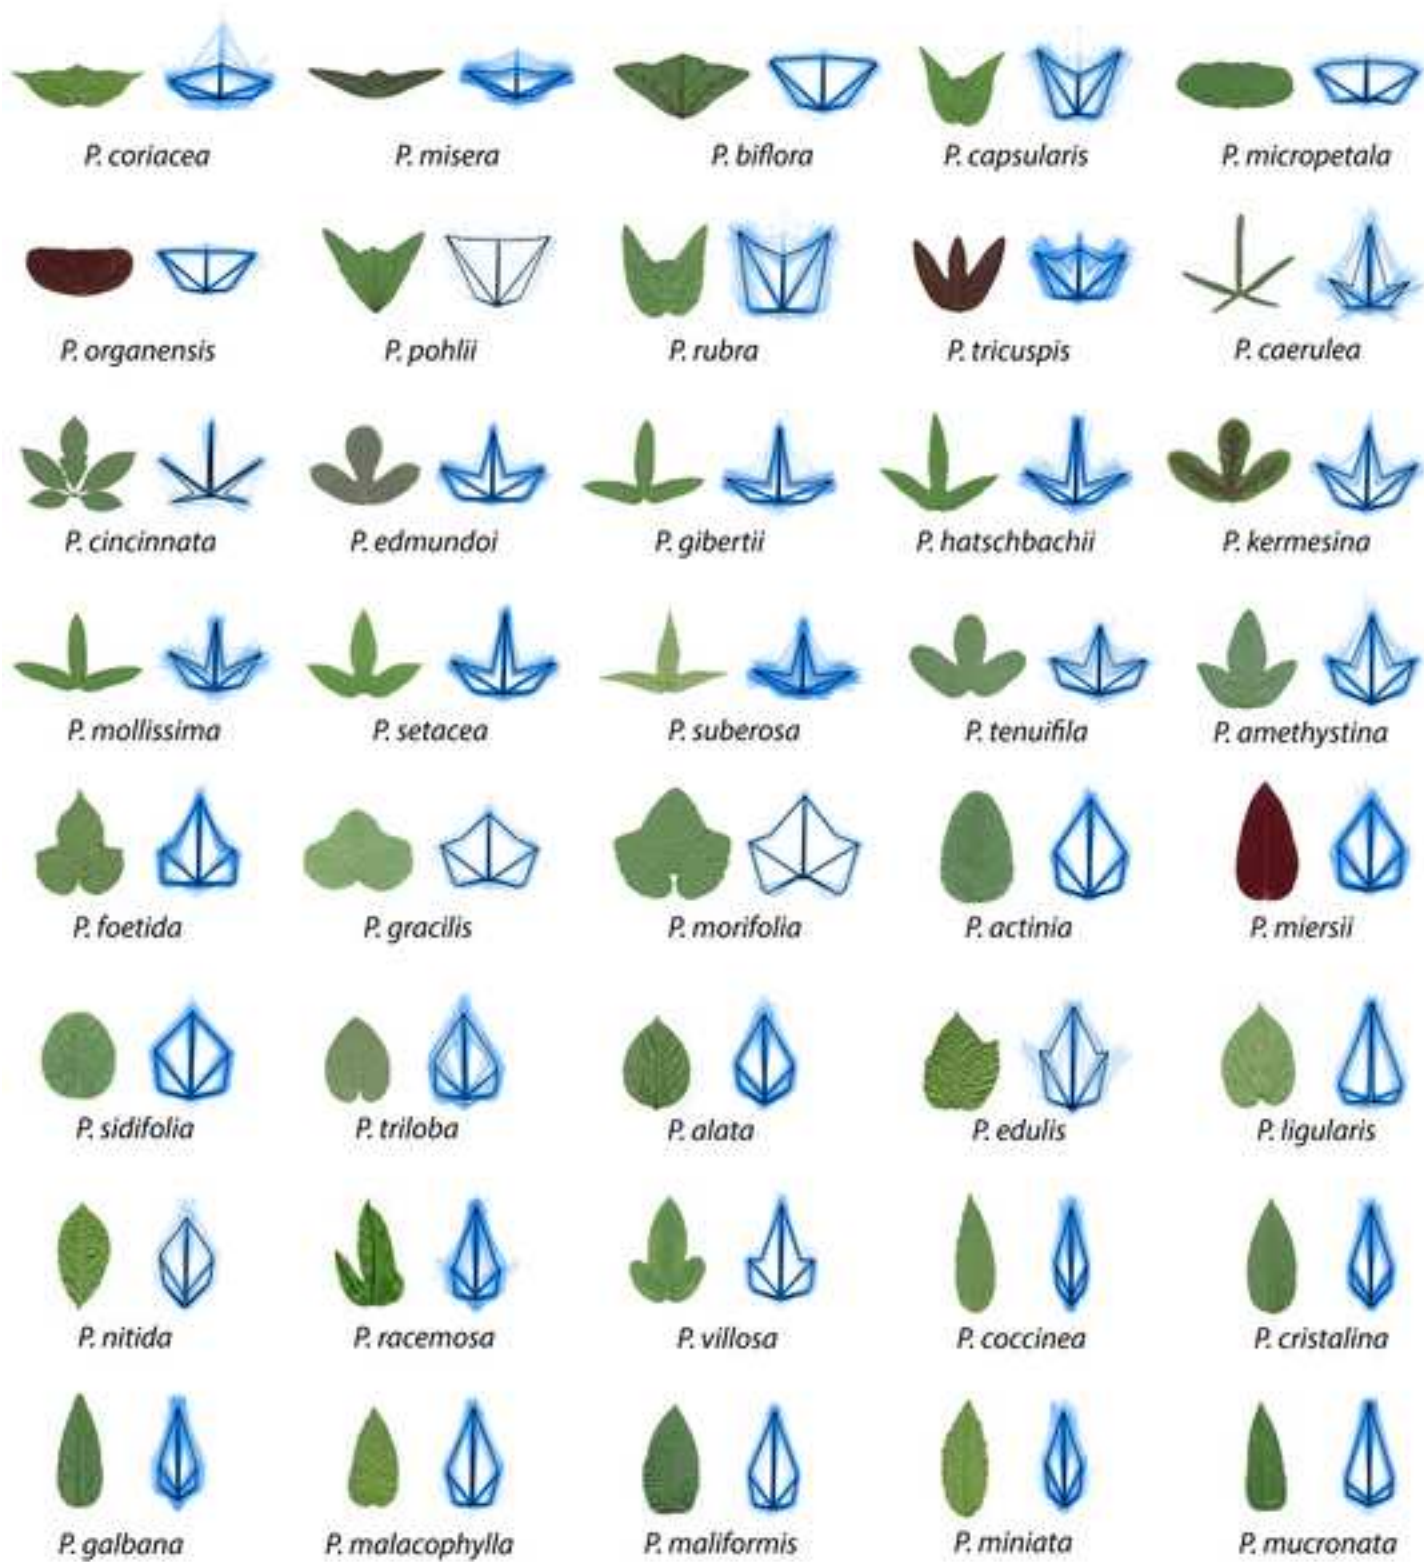 P. coriacea P. misera P. biflora P. capsularis P. micropetala
P. organensis P. pohlii P. rubra P. tricuspis P. caerulea
P. cincinnata P. edmundoi P. gibertii P. hatschbachii P. kermesina
P. mollissima P. setacea P. suberosa P. tenuifila P. amethystina
P. foetida P. gracilis P. morifolia P. actinia P. miersii
P. sidifolia P. triloba P. alata P. edulis P. ligularis
P. nitida P. racemosa P. villosa P. coccinea P. cristalina
P. galbana P. malacophylla P. maliformis P. miniata P. mucronata